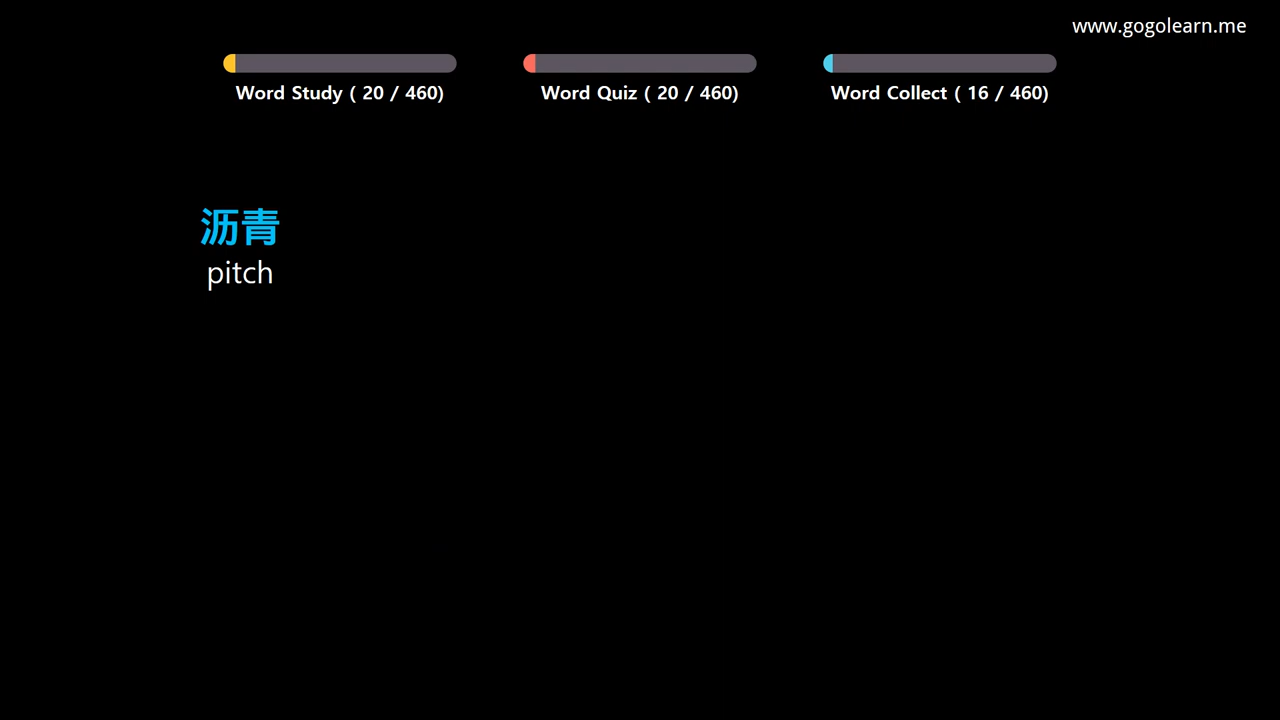 www.gogolearn.me
Word Study ( 20 / 460)
Word Quiz ( 20 / 460)
Word Collect ( 16 / 460)
沥青
pitch